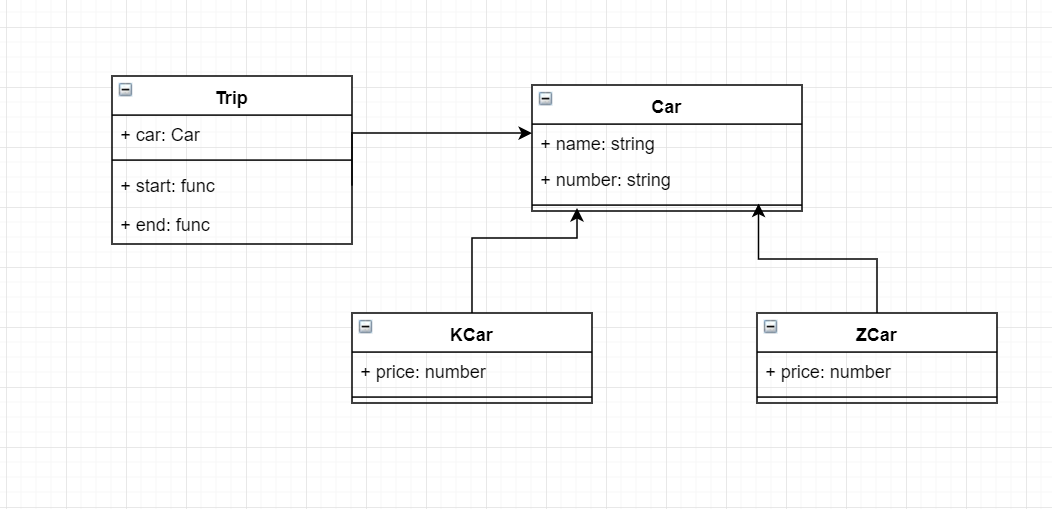 Trip
+ car: Car
+ start: func
+ end: func
Car
+ name: string
+ number: string
KCar
+ price: number
ZCar
+ price: number